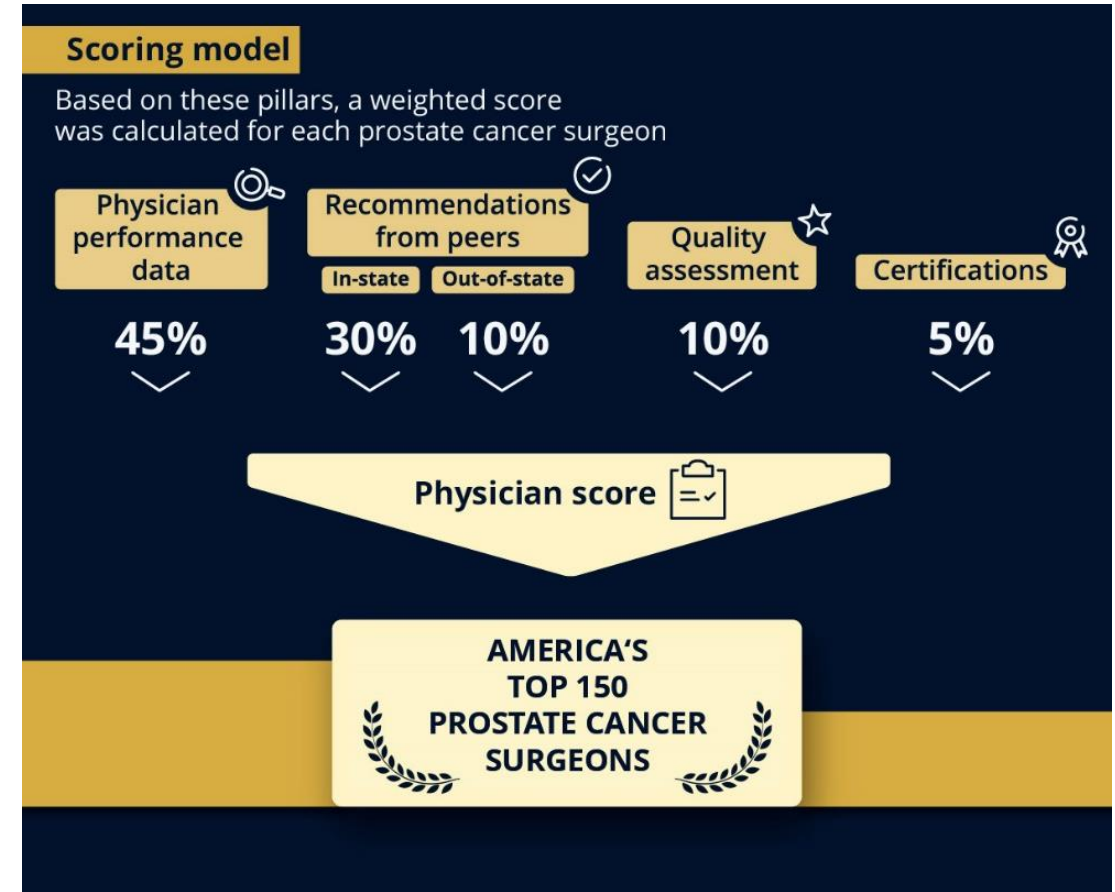 Scoring model
Based on these pillars, a weighted score
was calculated for each prostate cancer surgeon
Physician
performance
data
45%
Recommendations
from peers
In-state
Out-of-state
30%
10%
Quality
assessment
10%
Certifications
5%
Physician score
AMERICA‘S
TOP 150
PROSTATE CANCER
SURGEONS